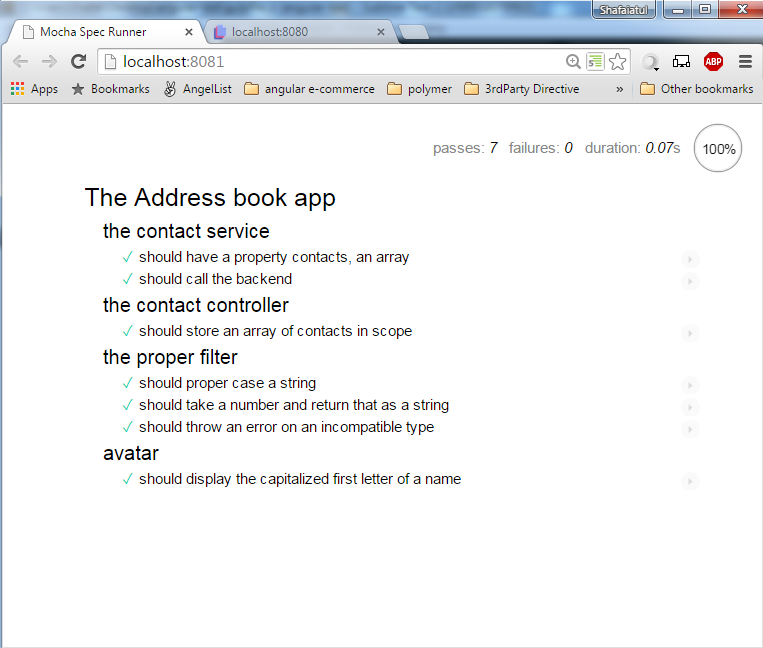 Shafaiatul
Mocha Spec Runner
localhost:8080
localhost:8081
ABP
Apps Bookmarks AngelList angular e-commerce polymer 3rdParty Directive » Other bookmarks
passes: 7 failures: 0 duration: 0.07s 100%
The Address book app
the contact service
✓ should have a property contacts, an array
✓ should call the backend
the contact controller
✓ should store an array of contacts in scope
the proper filter
✓ should proper case a string
✓ should take a number and return that as a string
✓ should throw an error on an incompatible type
avatar
✓ should display the capitalized first letter of a name